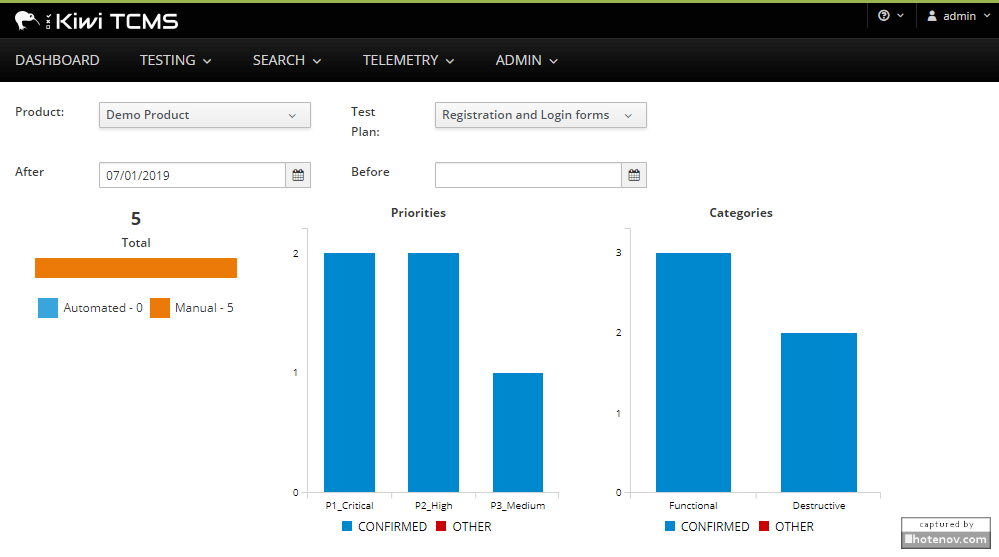 Kiwi TCMS
admin
DASHBOARD TESTING SEARCH TELEMETRY ADMIN
Product: Demo Product Test Plan: Registration and Login forms
After 07/01/2019 Before
5
Total
Automated - 0 Manual - 5
Priorities
2
1
0
P1_Critical P2_High P3_Medium
CONFIRMED OTHER
Categories
3
2
1
0
Functional Destructive
CONFIRMED OTHER
captured by
hotenov.com